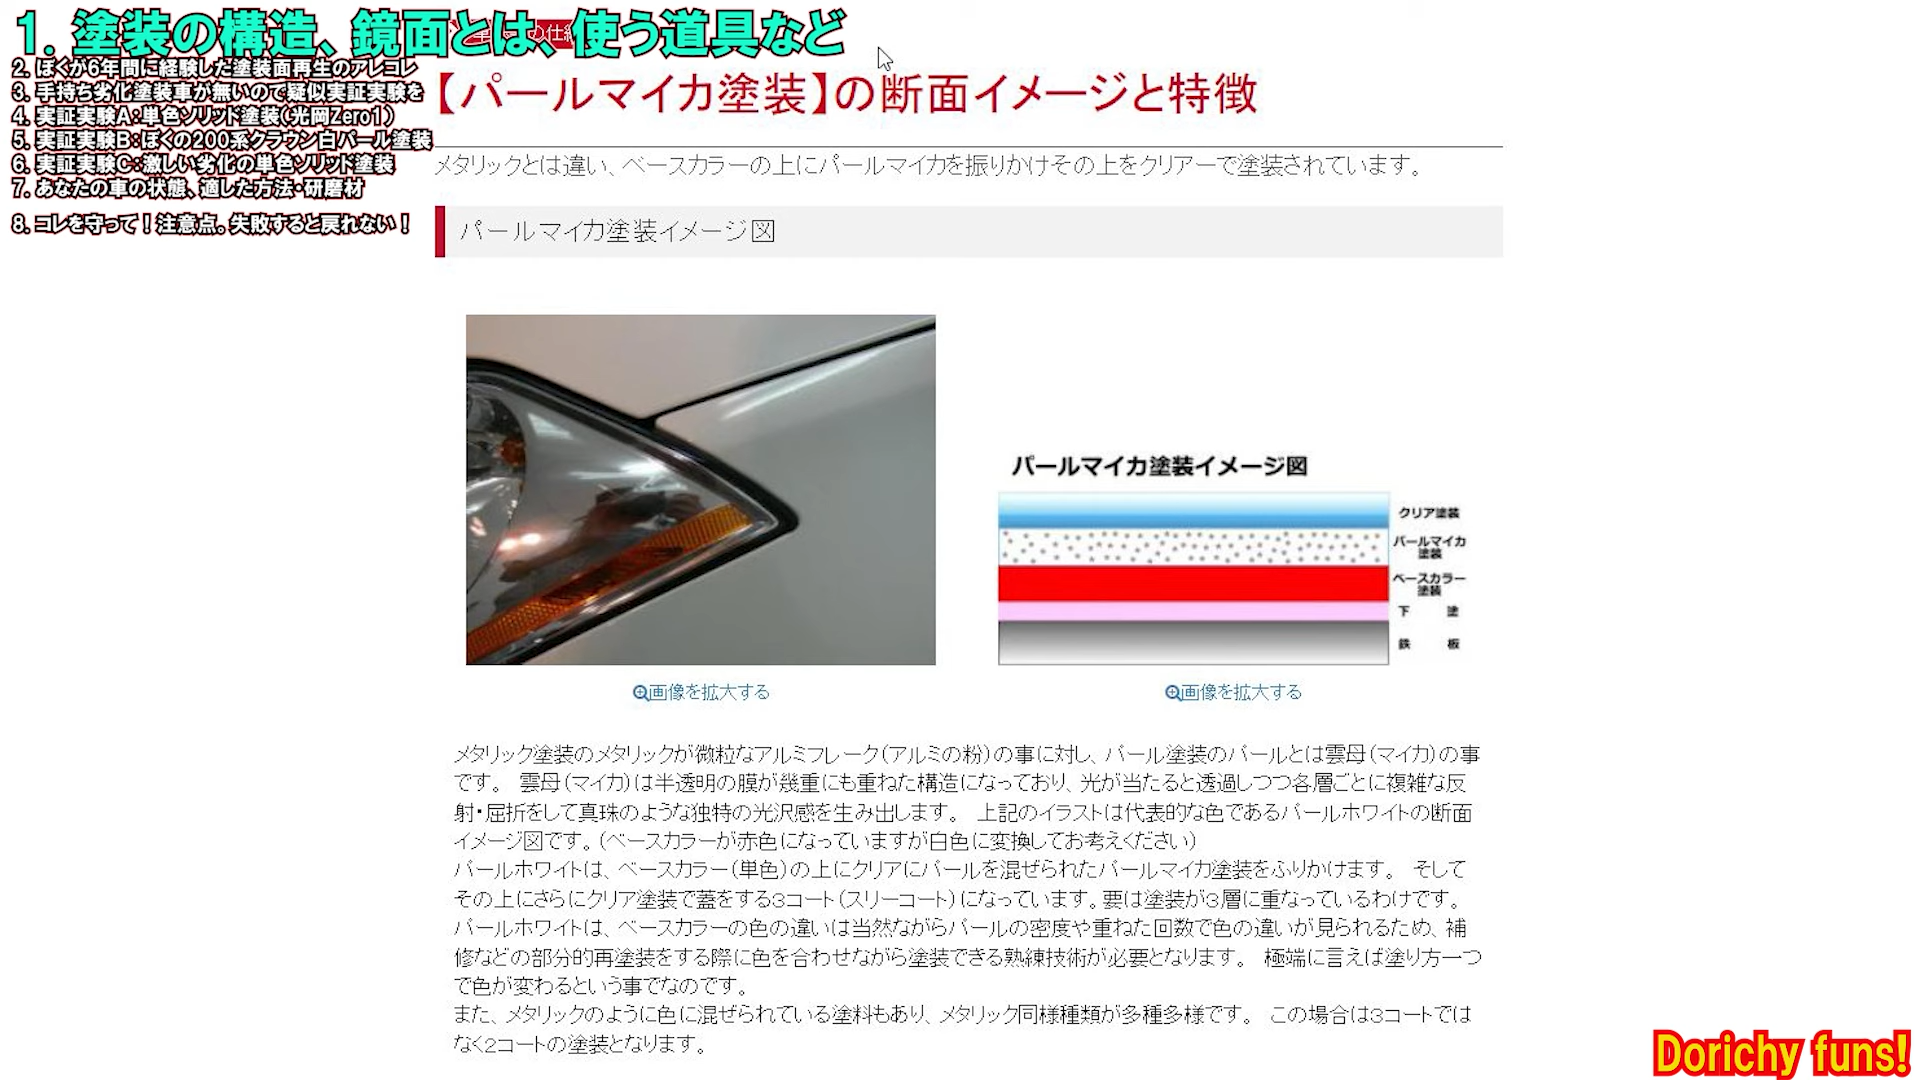 1. 塗装の構造、鏡面とは、使う道具など
2. ぼくが6年間に経験した塗装面再生のアレコレ
3. 手持ち劣化塗装車が無いので疑似実証実験を
4. 実証実験A:単色ソリッド塗装(光岡Zero1)
5. 実証実験B:ぼくの200系クラウン白パール塗装
6. 実証実験C:激しい劣化の単色ソリッド塗装
7. あなたの車の状態、適した方法・研磨材
8. コレを守って!注意点。失敗すると戻れない!
【パールマイカ塗装】の断面イメージと特徴
メタリックとは違い、ベースカラーの上にパールマイカを振りかけその上をクリアーで塗装されています。
パールマイカ塗装イメージ図
パールマイカ塗装イメージ図
クリア塗装
パールマイカ
塗装
ベースカラー
塗装
下 塗
鉄 板
画像を拡大する
画像を拡大する
メタリック塗装のメタリックが微粒なアルミフレーク(アルミの粉)の事に対し、パール塗装のパールとは雲母(マイカ)の事
です。 雲母(マイカ)は半透明の膜が幾重にも重ねた構造になっており、光が当たると透過しつつ各層ごとに複雑な反
射・屈折をして真珠のような独特の光沢感を生み出します。 上記のイラストは代表的な色であるパールホワイトの断面
イメージ図です。(ベースカラーが赤色になっていますが白色に変換してお考えください)
パールホワイトは、ベースカラー(単色)の上にクリアにパールを混ぜられたパールマイカ塗装をふりかけます。 そして
その上にさらにクリア塗装で蓋をする3コート(スリーコート)になっています。要は塗装が3層に重なっているわけです。
パールホワイトは、ベースカラーの色の違いは当然ながらパールの密度や重ねた回数で色の違いが見られるため、補
修などの部分的再塗装をする際に色を合わせながら塗装できる熟練技術が必要となります。 極端に言えば塗り方一つ
で色が変わるという事でなのです。
また、メタリックのように色に混ぜられている塗料もあり、メタリック同様種類が多種多様です。 この場合は3コートでは
なく2コートの塗装となります。
Dorichy funs!